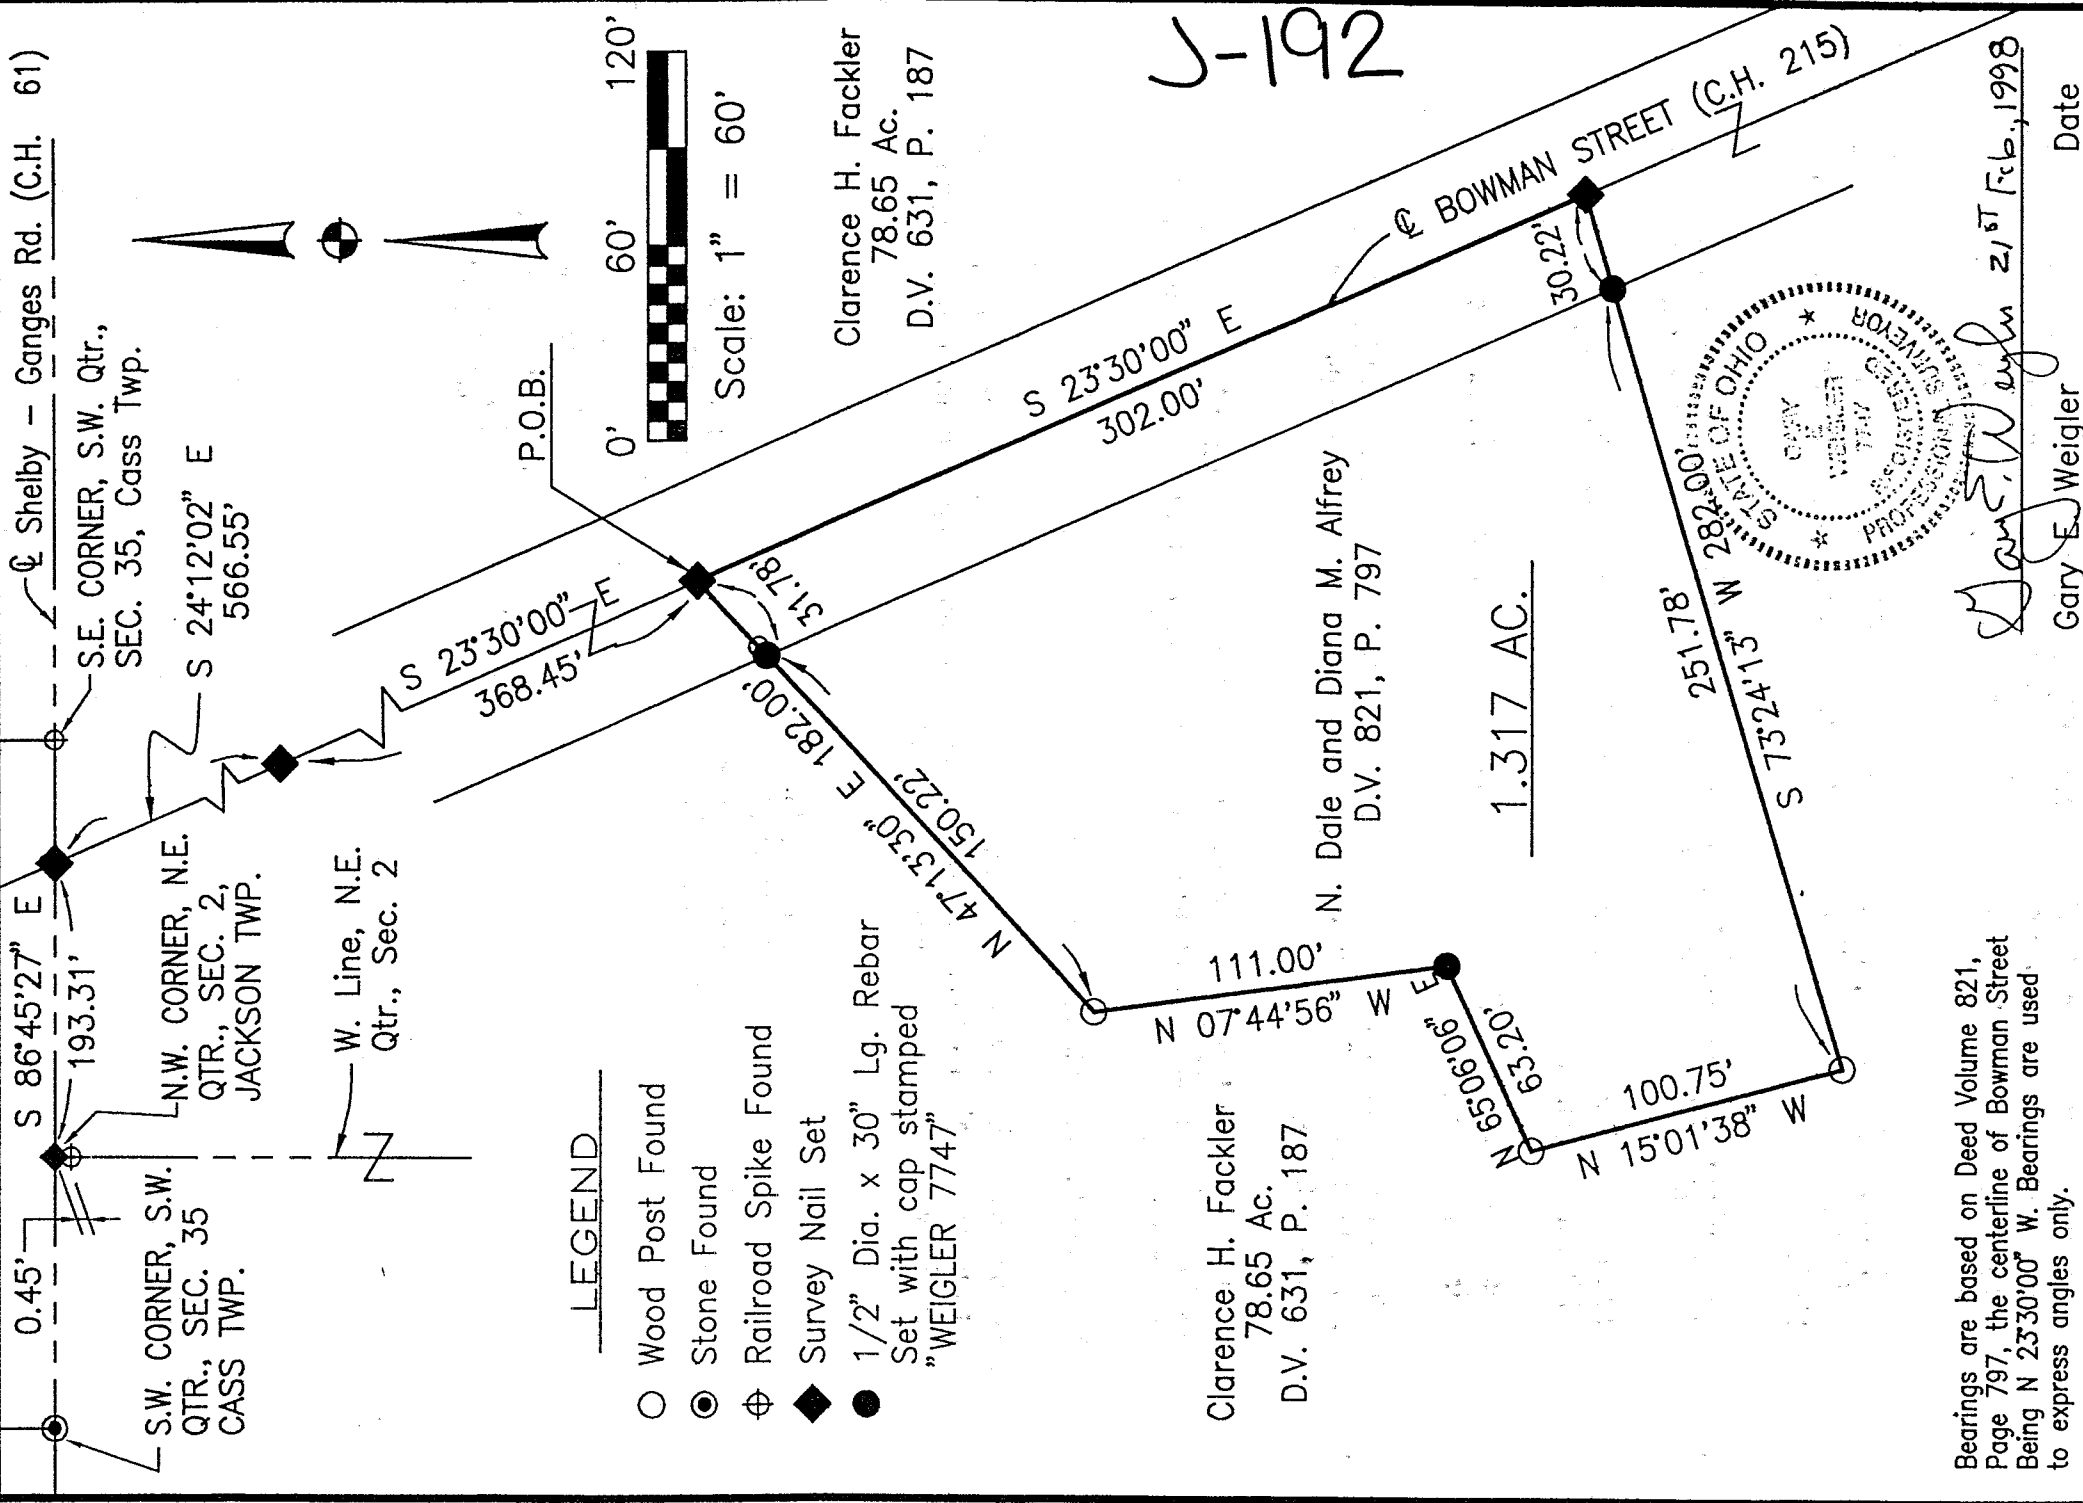 J-192
℄ Shelby - Ganges Rd. (C.H. 61)
S.E. CORNER, S.W. Qtr.,
SEC. 35, Cass Twp.
S 24°12'02" E
566.55'
S 86°45'27" E
193.31'
0.45'
N.W. CORNER, N.E.
QTR., SEC. 2,
JACKSON TWP.
S.W. CORNER, S.W.
QTR., SEC. 35
CASS TWP.
W. Line, N.E.
Qtr., Sec. 2
0' 60' 120'
Scale: 1" = 60'
P.O.B.
Clarence H. Fackler
78.65 Ac.
D.V. 631, P. 187
S 23°30'00" E
368.45'
31.78'
S 23°30'00" E
302.00'
℄ BOWMAN STREET (C.H. 215)
30.22'
N 47°13'30" E 182.00'
150.22'
LEGEND
Wood Post Found
Stone Found
Railroad Spike Found
Survey Nail Set
1/2" Dia. x 30" Lg. Rebar
Set with cap stamped
"WEIGLER 7747"
N. Dale and Diana M. Alfrey
D.V. 821, P. 797
1.317 AC.
111.00'
N 07°44'56" W
N 65°06'06" E
63.20'
100.75'
N 15°01'38" W
251.78'
S 73°24'13" W 282.00'
Clarence H. Fackler
78.65 Ac.
D.V. 631, P. 187
STATE OF OHIO
GARY
E.
WEIGLER
7747
REGISTERED
PROFESSIONAL SURVEYOR
Gary E. Weigler 21ST Feb., 1998
Gary E. Weigler Date
Bearings are based on Deed Volume 821,
Page 797, the centerline of Bowman Street
Being N 23°30'00" W. Bearings are used
to express angles only.